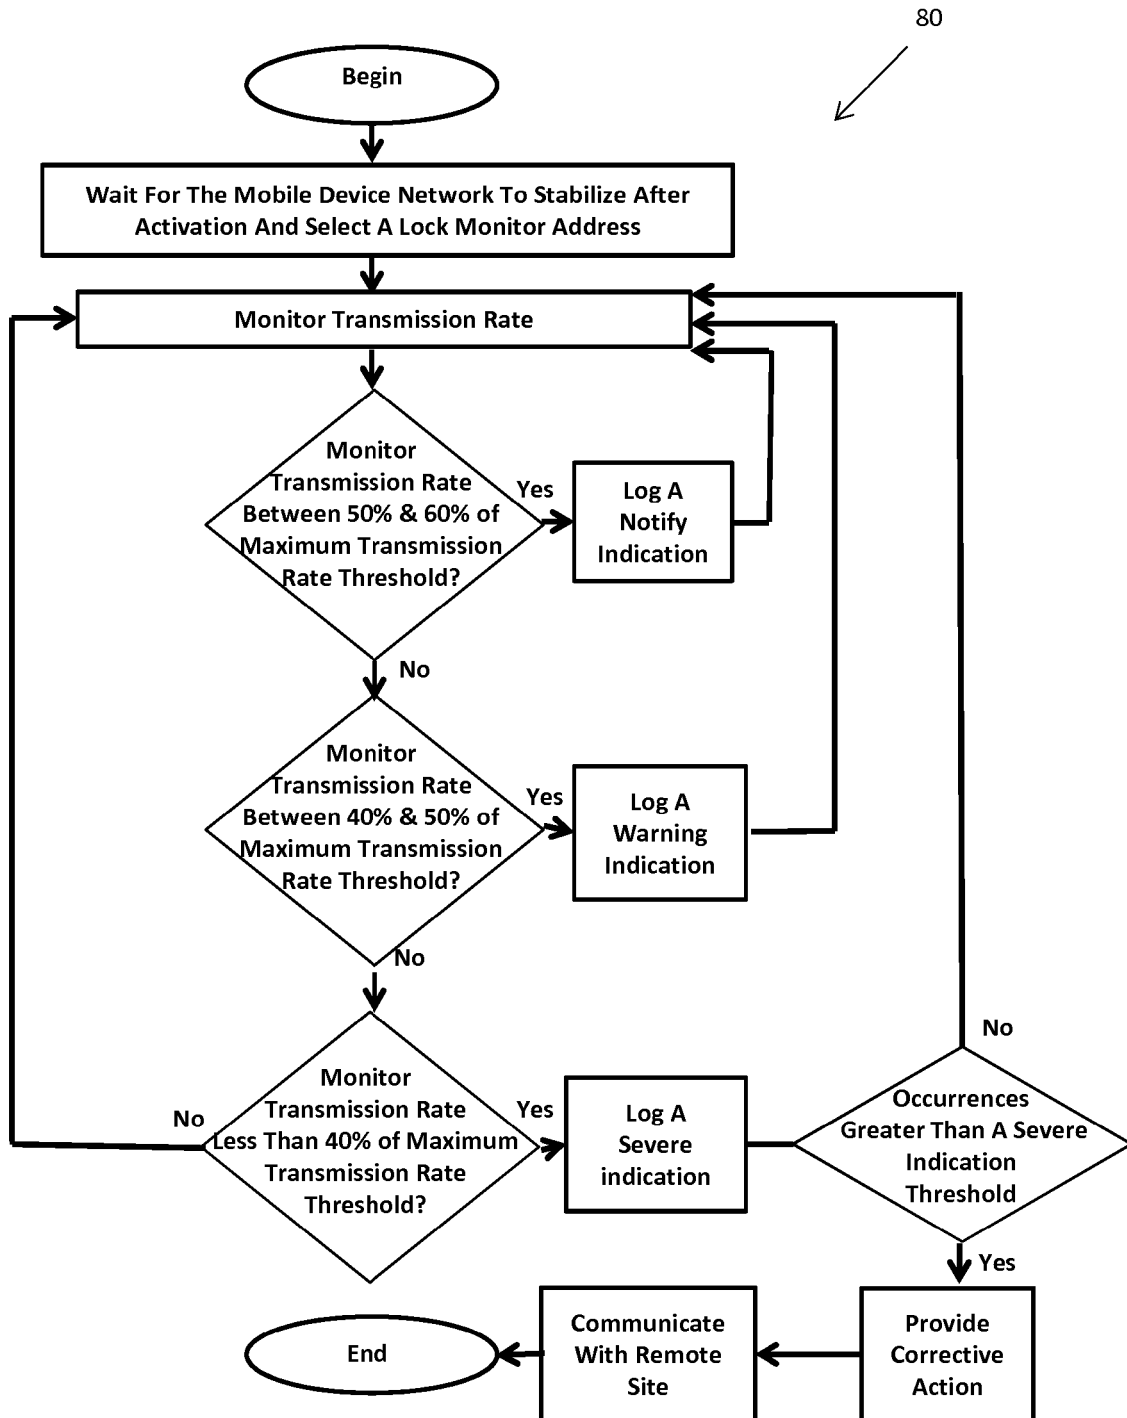 80
Begin
Wait For The Mobile Device Network To Stabilize After
Activation And Select A Lock Monitor Address
Monitor Transmission Rate
Monitor
Transmission Rate
Between 50% & 60% of
Maximum Transmission
Rate Threshold?
Yes
Log A
Notify
Indication
No
Monitor
Transmission Rate
Between 40% & 50% of
Maximum Transmission
Rate Threshold?
Yes
Log A
Warning
Indication
No
Monitor
Transmission Rate
Less Than 40% of Maximum
Transmission Rate
Threshold?
No
Yes
Log A
Severe
indication
Occurrences
Greater Than A Severe
Indication
Threshold
No
Yes
Provide
Corrective
Action
Communicate
With Remote
Site
End